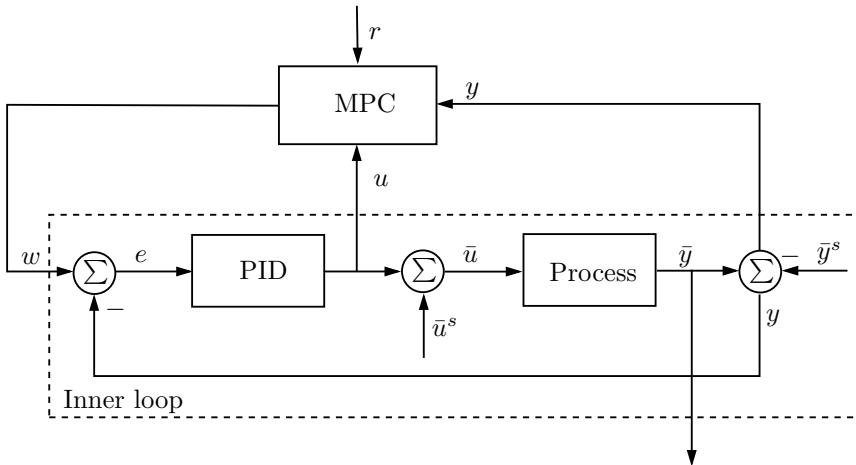 r
MPC
y
u
w
∑
e
PID
∑
ū
Process
ȳ
∑
−
ȳˢ
−
ūˢ
y
Inner loop